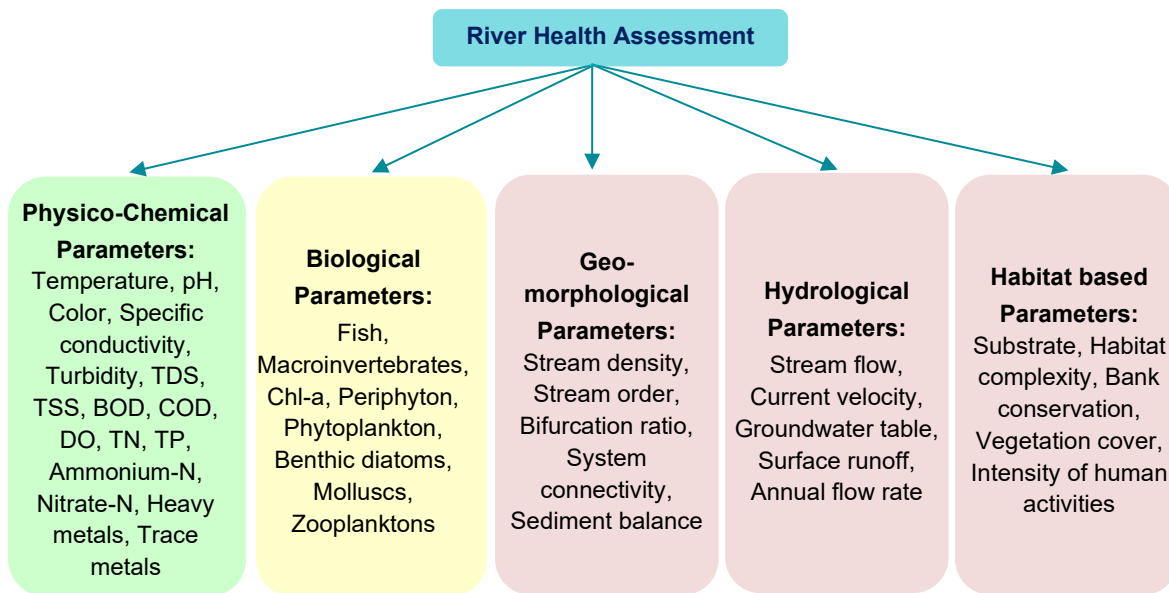 River Health Assessment
Physico-Chemical
Parameters:
Temperature, pH,
Color, Specific
conductivity,
Turbidity, TDS,
TSS, BOD, COD,
DO, TN, TP,
Ammonium-N,
Nitrate-N, Heavy
metals, Trace
metals
Biological
Parameters:
Fish,
Macroinvertebrates,
Chl-a, Periphyton,
Phytoplankton,
Benthic diatoms,
Molluscs,
Zooplanktons
Geo-
morphological
Parameters:
Stream density,
Stream order,
Bifurcation ratio,
System
connectivity,
Sediment balance
Hydrological
Parameters:
Stream flow,
Current velocity,
Groundwater table,
Surface runoff,
Annual flow rate
Habitat based
Parameters:
Substrate, Habitat
complexity, Bank
conservation,
Vegetation cover,
Intensity of human
activities